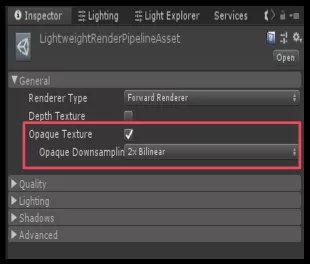 Inspector Lighting Light Explorer Services
LightweightRenderPipelineAsset
Open
General
Renderer Type Forward Renderer
Depth Texture
Opaque Texture
Opaque Downsamplin 2x Bilinear
Quality
Lighting
Shadows
Advanced